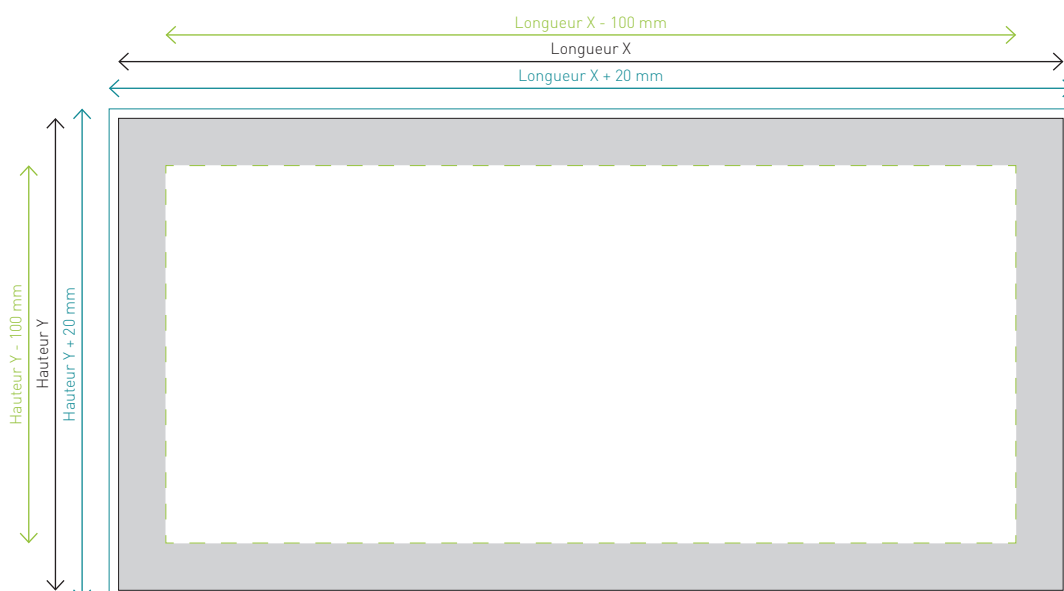 Longueur X - 100 mm
Longueur X
Longueur X + 20 mm
Hauteur Y - 100 mm
Hauteur Y
Hauteur Y + 20 mm